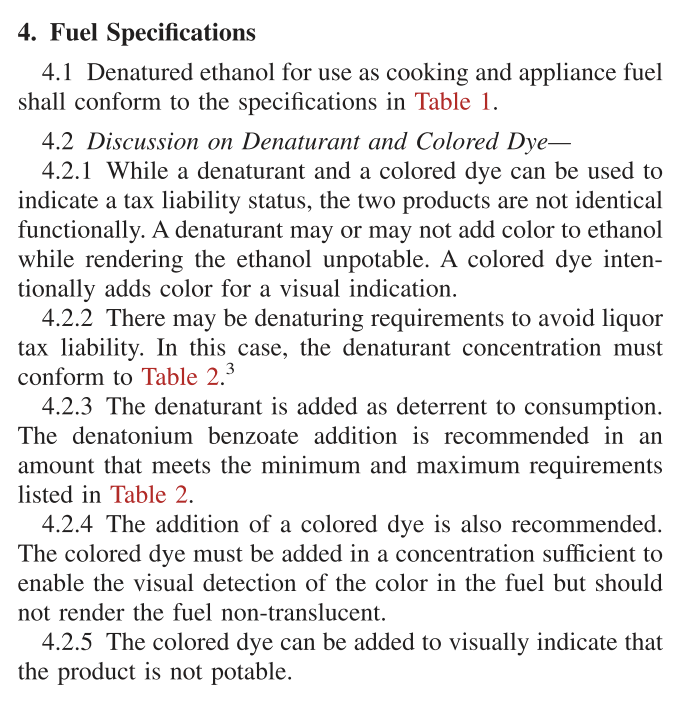 4. Fuel Specifications
4.1 Denatured ethanol for use as cooking and appliance fuel
shall conform to the specifications in Table 1.
4.2 Discussion on Denaturant and Colored Dye—
4.2.1 While a denaturant and a colored dye can be used to
indicate a tax liability status, the two products are not identical
functionally. A denaturant may or may not add color to ethanol
while rendering the ethanol unpotable. A colored dye inten-
tionally adds color for a visual indication.
4.2.2 There may be denaturing requirements to avoid liquor
tax liability. In this case, the denaturant concentration must
conform to Table 2.³
4.2.3 The denaturant is added as deterrent to consumption.
The denatonium benzoate addition is recommended in an
amount that meets the minimum and maximum requirements
listed in Table 2.
4.2.4 The addition of a colored dye is also recommended.
The colored dye must be added in a concentration sufficient to
enable the visual detection of the color in the fuel but should
not render the fuel non-translucent.
4.2.5 The colored dye can be added to visually indicate that
the product is not potable.